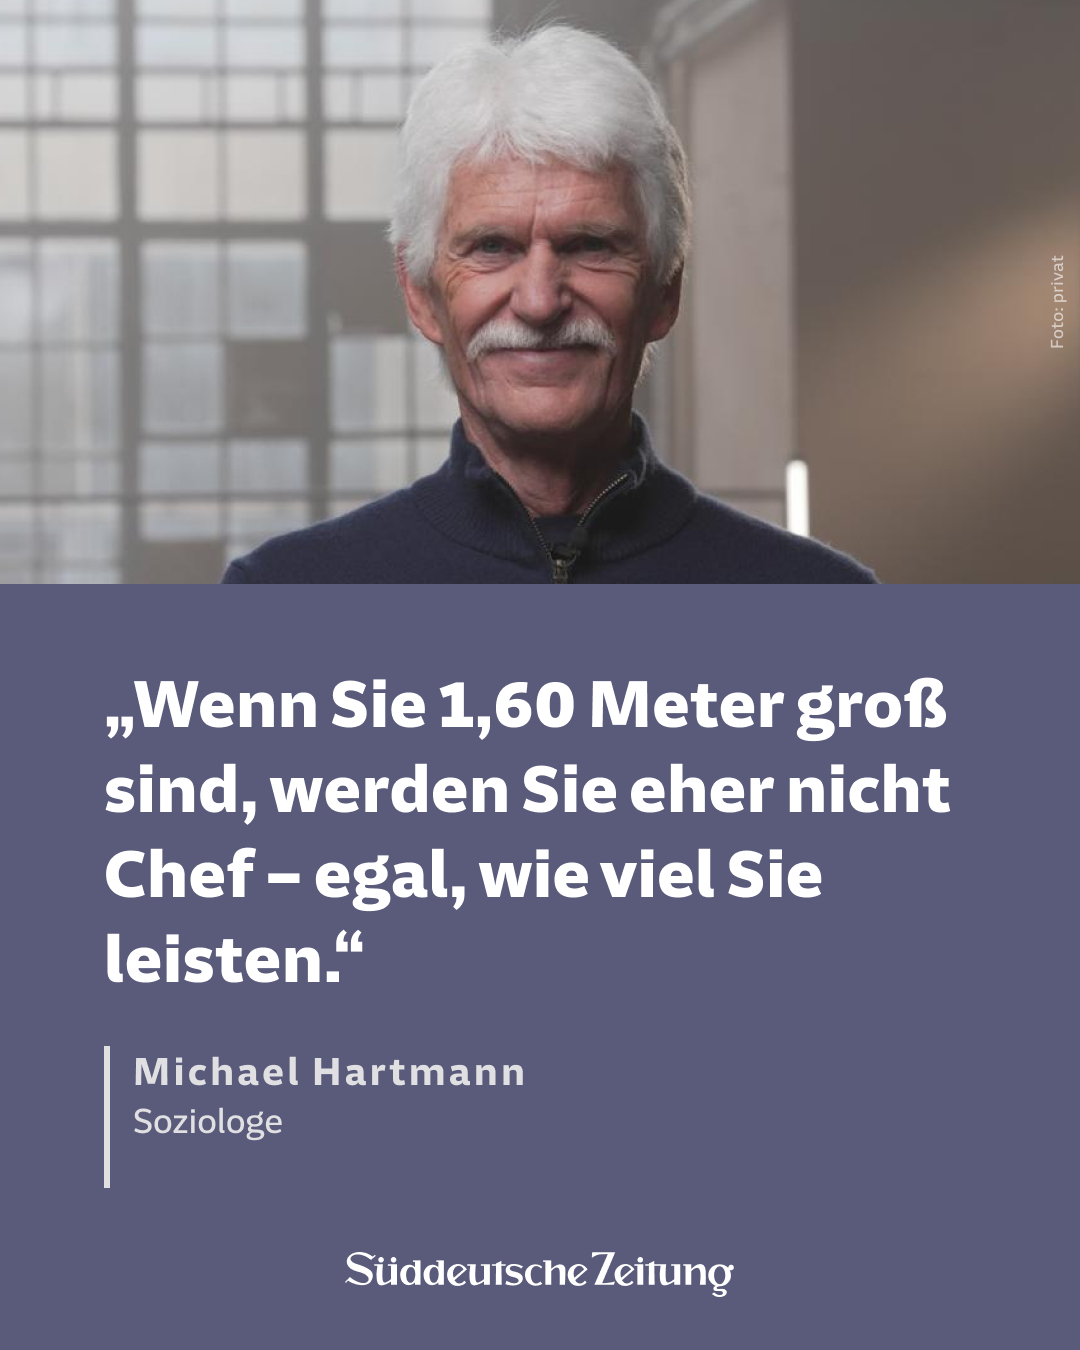 Foto: privat
„Wenn Sie 1,60 Meter groß
sind, werden Sie eher nicht
Chef – egal, wie viel Sie
leisten.“
Michael Hartmann
Soziologe
Süddeutsche Zeitung